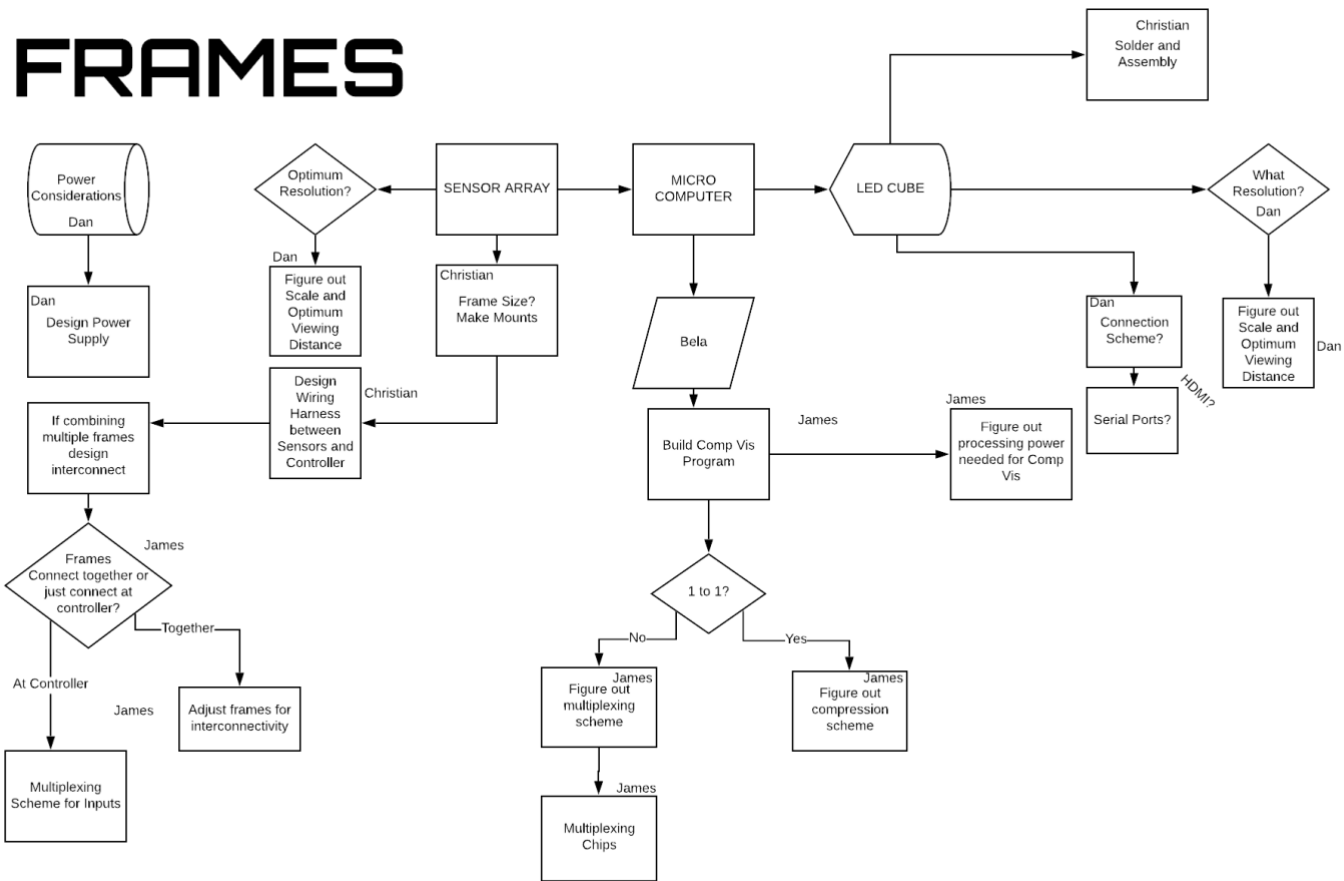 FRAMES
Christian
Solder and
Assembly
Power
Considerations
Dan
Optimum
Resolution?
SENSOR ARRAY
MICRO
COMPUTER
LED CUBE
What
Resolution?
Dan
Dan
Design Power
Supply
Dan
Figure out
Scale and
Optimum
Viewing
Distance
Christian
Frame Size?
Make Mounts
Bela
Dan
Connection
Scheme?
HDMI?
Serial Ports?
Figure out
Scale and
Optimum
Viewing
Distance
Dan
If combining
multiple frames
design
interconnect
Design
Wiring
Harness
between
Sensors and
Controller
Christian
Build Comp Vis
Program
James
James
Figure out
processing power
needed for Comp
Vis
James
Frames
Connect together or
just connect at
controller?
Together
At Controller
James
Adjust frames for
interconnectivity
Multiplexing
Scheme for Inputs
1 to 1?
No
Yes
James
Figure out
multiplexing
scheme
James
Figure out
compression
scheme
James
Multiplexing
Chips